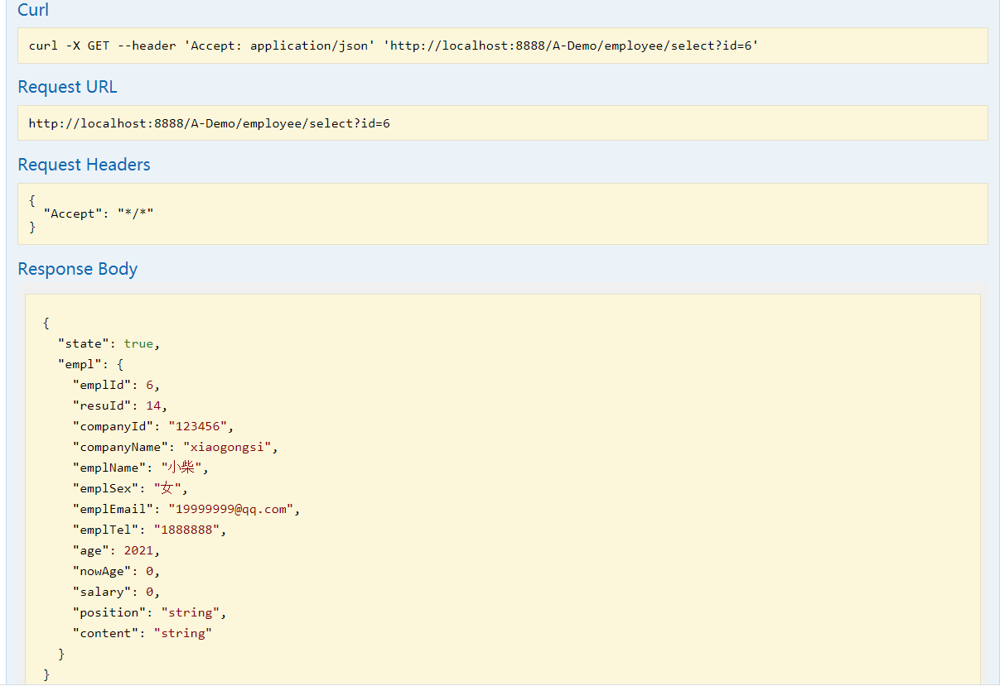 Curl
curl -X GET --header 'Accept: application/json' 'http://localhost:8888/A-Demo/employee/select?id=6'
Request URL
http://localhost:8888/A-Demo/employee/select?id=6
Request Headers
{
  "Accept": "*/*"
}
Response Body
{
  "state": true,
  "empl": {
    "emplId": 6,
    "resuId": 14,
    "companyId": "123456",
    "companyName": "xiaogongsi",
    "emplName": "小柴",
    "emplSex": "女",
    "emplEmail": "19999999@qq.com",
    "emplTel": "1888888",
    "age": 2021,
    "nowAge": 0,
    "salary": 0,
    "position": "string",
    "content": "string"
  }
}